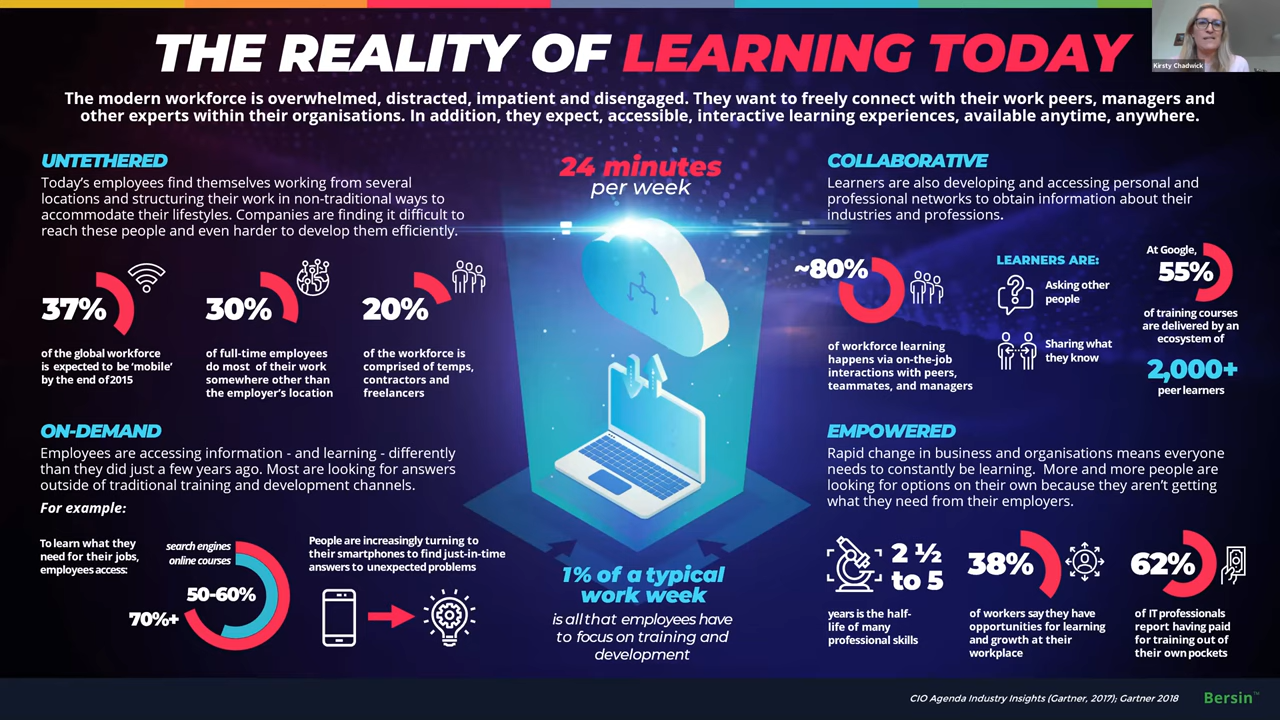 THE REALITY OF LEARNING TODAY
Kirsty Chadwick
The modern workforce is overwhelmed, distracted, impatient and disengaged. They want to freely connect with their work peers, managers and
other experts within their organisations. In addition, they expect, accessible, interactive learning experiences, available anytime, anywhere.
UNTETHERED
Today's employees find themselves working from several
locations and structuring their work in non-traditional ways to
accommodate their lifestyles. Companies are finding it difficult to
reach these people and even harder to develop them efficiently.
37%
of the global workforce
is expected to be 'mobile'
by the end of 2015
30%
of full-time employees
do most of their work
somewhere other than
the employer's location
20%
of the workforce is
comprised of temps,
contractors and
freelancers
ON-DEMAND
Employees are accessing information - and learning - differently
than they did just a few years ago. Most are looking for answers
outside of traditional training and development channels.
For example:
To learn what they
need for their jobs,
employees access:
search engines
online courses
50-60%
70%+
People are increasingly turning to
their smartphones to find just-in-time
answers to unexpected problems
24 minutes
per week
1% of a typical
work week
is all that employees have
to focus on training and
development
COLLABORATIVE
Learners are also developing and accessing personal and
professional networks to obtain information about their
industries and professions.
~80%
of workforce learning
happens via on-the-job
interactions with peers,
teammates, and managers
LEARNERS ARE:
Asking other
people
Sharing what
they know
At Google,
55%
of training courses
are delivered by an
ecosystem of
2,000+
peer learners
EMPOWERED
Rapid change in business and organisations means everyone
needs to constantly be learning. More and more people are
looking for options on their own because they aren't getting
what they need from their employers.
2 ½
to 5
years is the half-
life of many
professional skills
38%
of workers say they have
opportunities for learning
and growth at their
workplace
62%
of IT professionals
report having paid
for training out of
their own pockets
CIO Agenda Industry Insights (Gartner, 2017); Gartner 2018
Bersin™